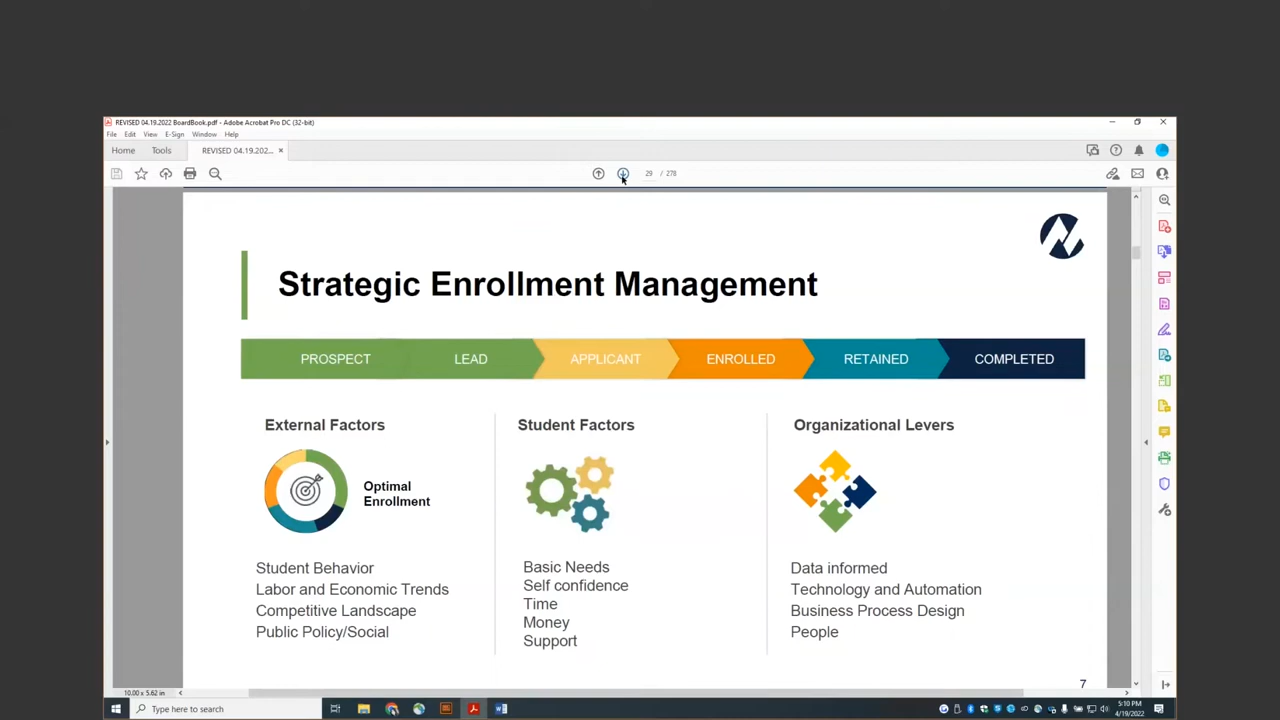 REVISED 04.19.2022 BoardBook.pdf - Adobe Acrobat Pro DC (32-bit)
File Edit View E-Sign Window Help
Home Tools REVISED 04.19.202... ×
29 / 278
Strategic Enrollment Management
PROSPECT LEAD APPLICANT ENROLLED RETAINED COMPLETED
External Factors
Optimal
Enrollment
Student Behavior
Labor and Economic Trends
Competitive Landscape
Public Policy/Social
Student Factors
Basic Needs
Self confidence
Time
Money
Support
Organizational Levers
Data informed
Technology and Automation
Business Process Design
People
7
10.00 x 5.62 in
Type here to search
5:10 PM
4/19/2022